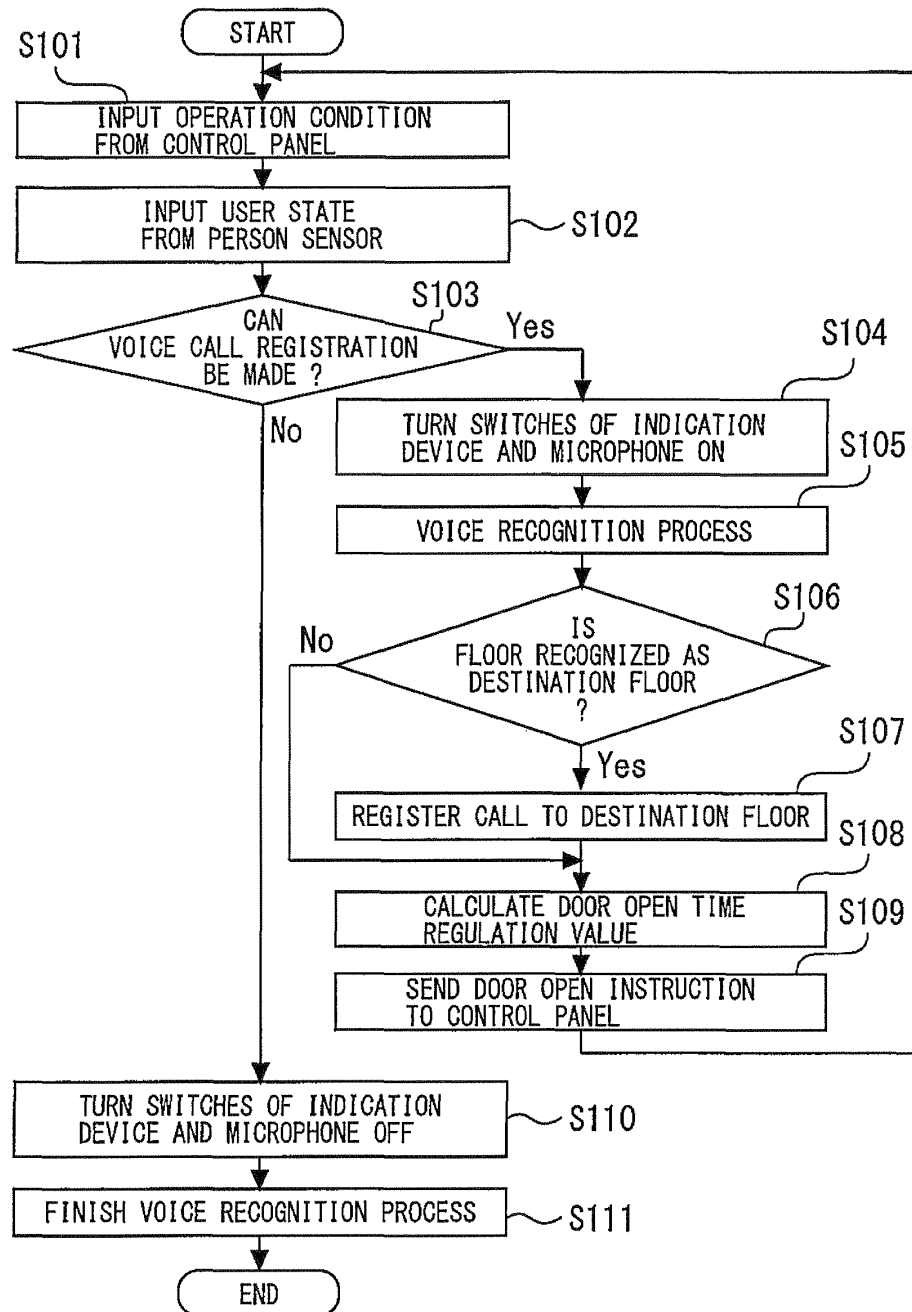 START
S101
INPUT OPERATION CONDITION
FROM CONTROL PANEL
INPUT USER STATE
FROM PERSON SENSOR
S102
S103
CAN
VOICE CALL REGISTRATION
BE MADE ?
Yes
No
S104
TURN SWITCHES OF INDICATION
DEVICE AND MICROPHONE ON
S105
VOICE RECOGNITION PROCESS
S106
IS
FLOOR RECOGNIZED AS
DESTINATION FLOOR
?
No
Yes
S107
REGISTER CALL TO DESTINATION FLOOR
S108
CALCULATE DOOR OPEN TIME
REGULATION VALUE
S109
SEND DOOR OPEN INSTRUCTION
TO CONTROL PANEL
TURN SWITCHES OF INDICATION
DEVICE AND MICROPHONE OFF
S110
FINISH VOICE RECOGNITION PROCESS
S111
END